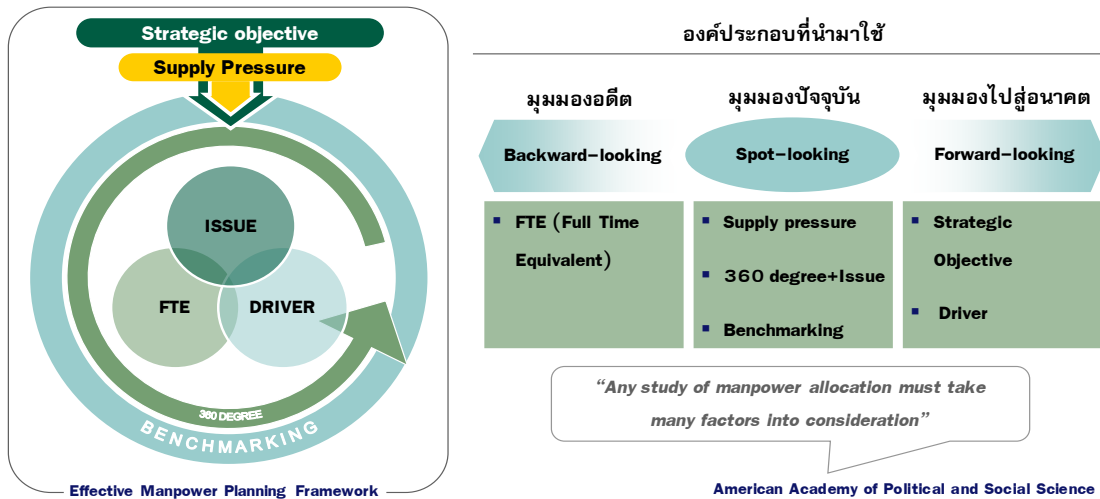 Strategic objective
Supply Pressure
ISSUE
FTE
DRIVER
360 DEGREE
BENCHMARKING
Effective Manpower Planning Framework
องค์ประกอบที่นำมาใช้
มุมมองอดีต
มุมมองปัจจุบัน
มุมมองไปสู่อนาคต
Backward-looking
Spot-looking
Forward-looking
▪ FTE (Full Time
Equivalent)
▪ Supply pressure
▪ 360 degree+Issue
▪ Benchmarking
▪ Strategic
Objective
▪ Driver
“Any study of manpower allocation must take
many factors into consideration”
American Academy of Political and Social Science